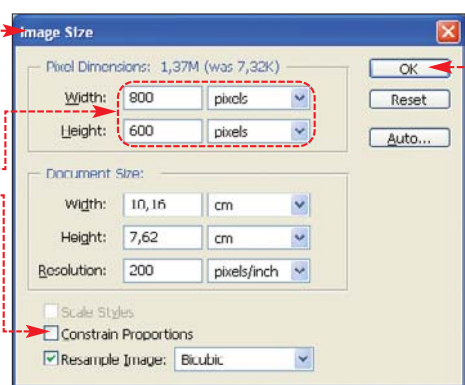 Image Size
Pixel Dimensions: 1,37M (was 7,32K)
Width: 800 pixels
Height: 600 pixels
OK
Reset
Auto...
Document Size:
Width: 10,16 cm
Height: 7,62 cm
Resolution: 200 pixels/inch
Scale Styles
Constrain Proportions
Resample Image: Bicubic